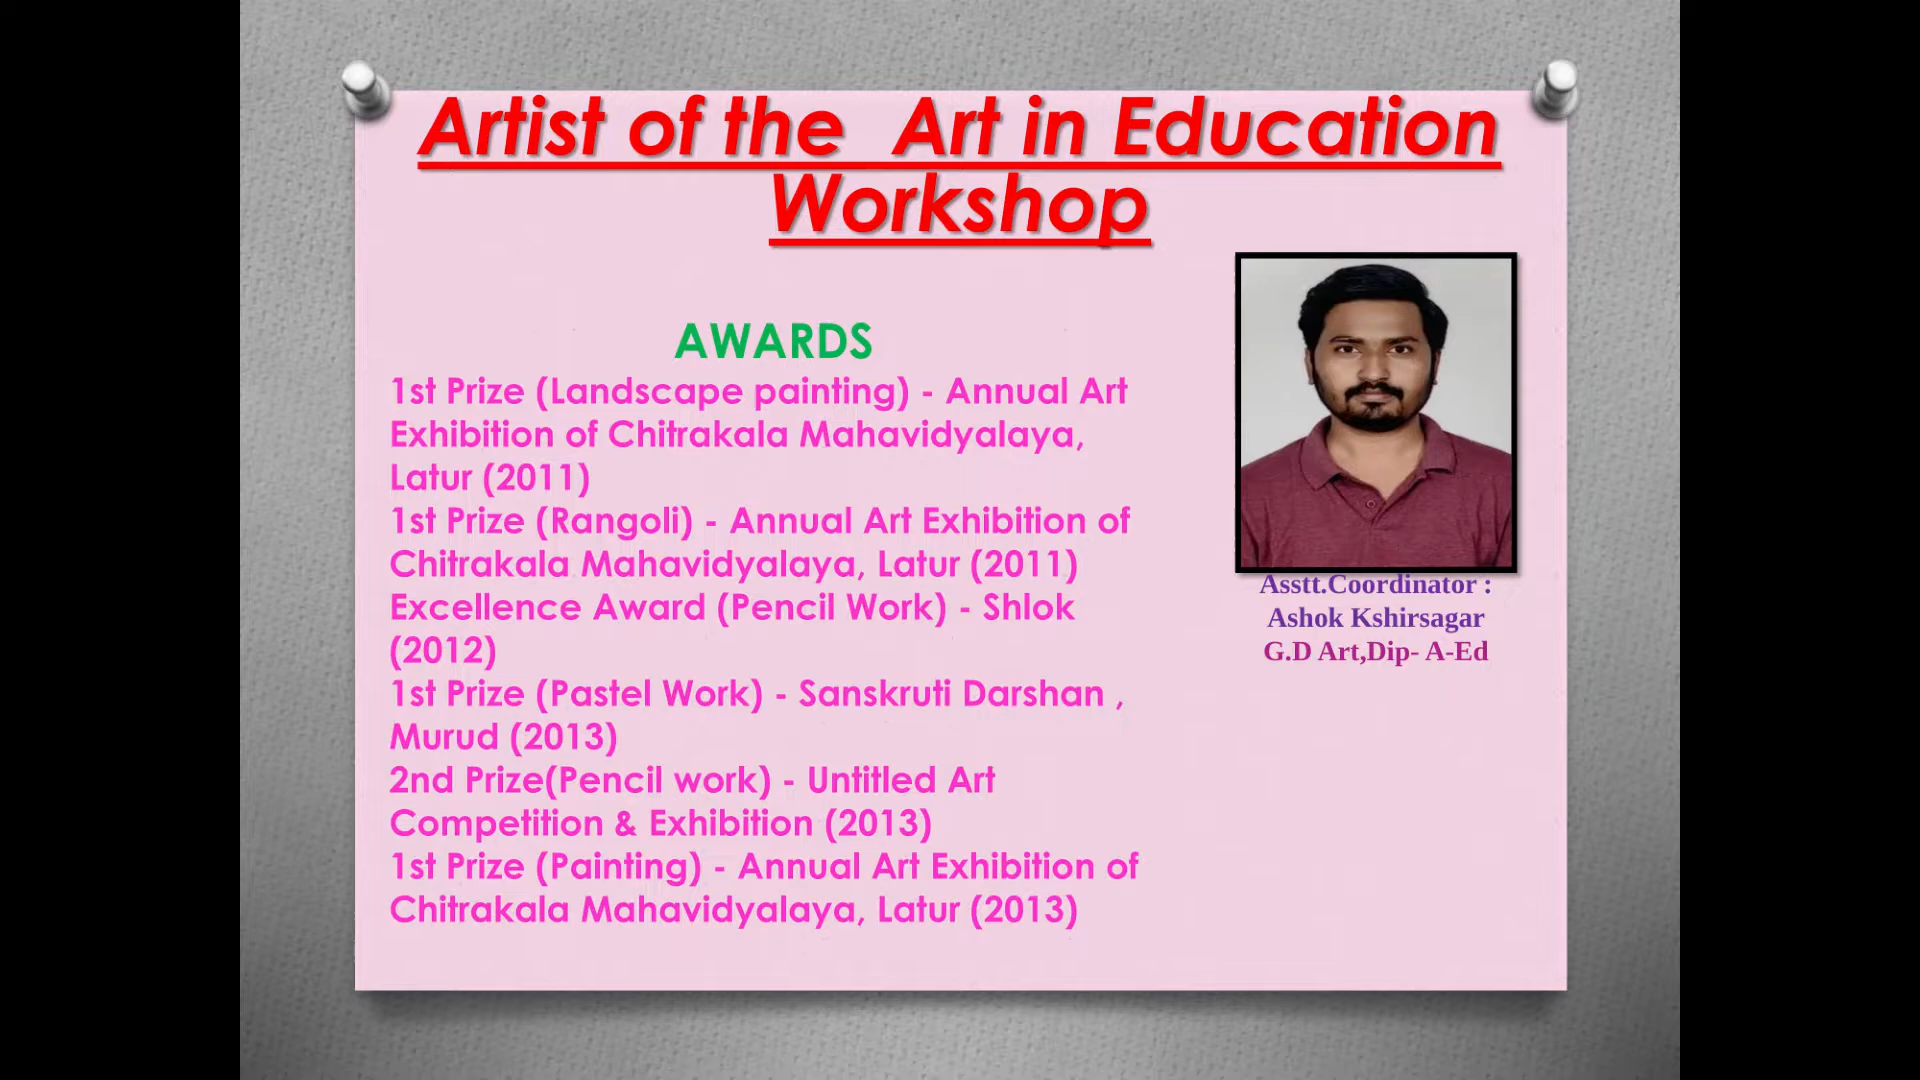 Artist of the Art in Education
Workshop
AWARDS
1st Prize (Landscape painting) - Annual Art
Exhibition of Chitrakala Mahavidyalaya,
Latur (2011)
1st Prize (Rangoli) - Annual Art Exhibition of
Chitrakala Mahavidyalaya, Latur (2011)
Excellence Award (Pencil Work) - Shlok
(2012)
1st Prize (Pastel Work) - Sanskruti Darshan ,
Murud (2013)
2nd Prize(Pencil work) - Untitled Art
Competition & Exhibition (2013)
1st Prize (Painting) - Annual Art Exhibition of
Chitrakala Mahavidyalaya, Latur (2013)
Asstt.Coordinator :
Ashok Kshirsagar
G.D Art,Dip- A-Ed